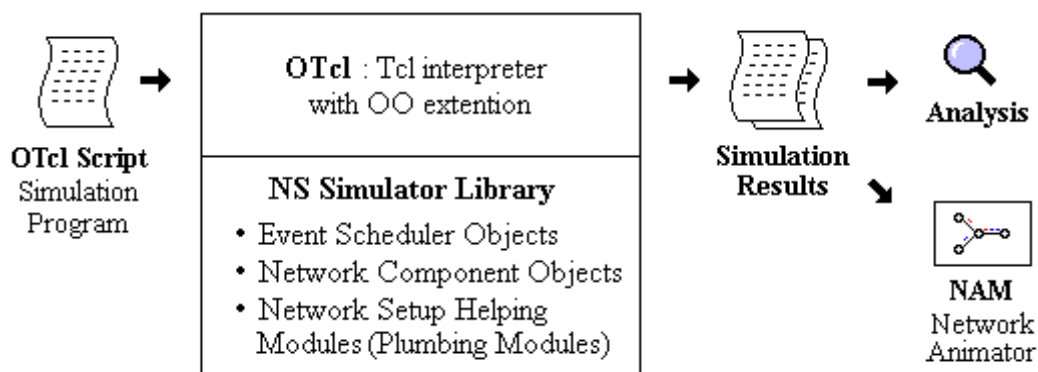 OTcl Script
Simulation
Program
OTcl : Tcl interpreter
with OO extention
NS Simulator Library
• Event Scheduler Objects
• Network Component Objects
• Network Setup Helping
Modules (Plumbing Modules)
Simulation
Results
Analysis
NAM
Network
Animator